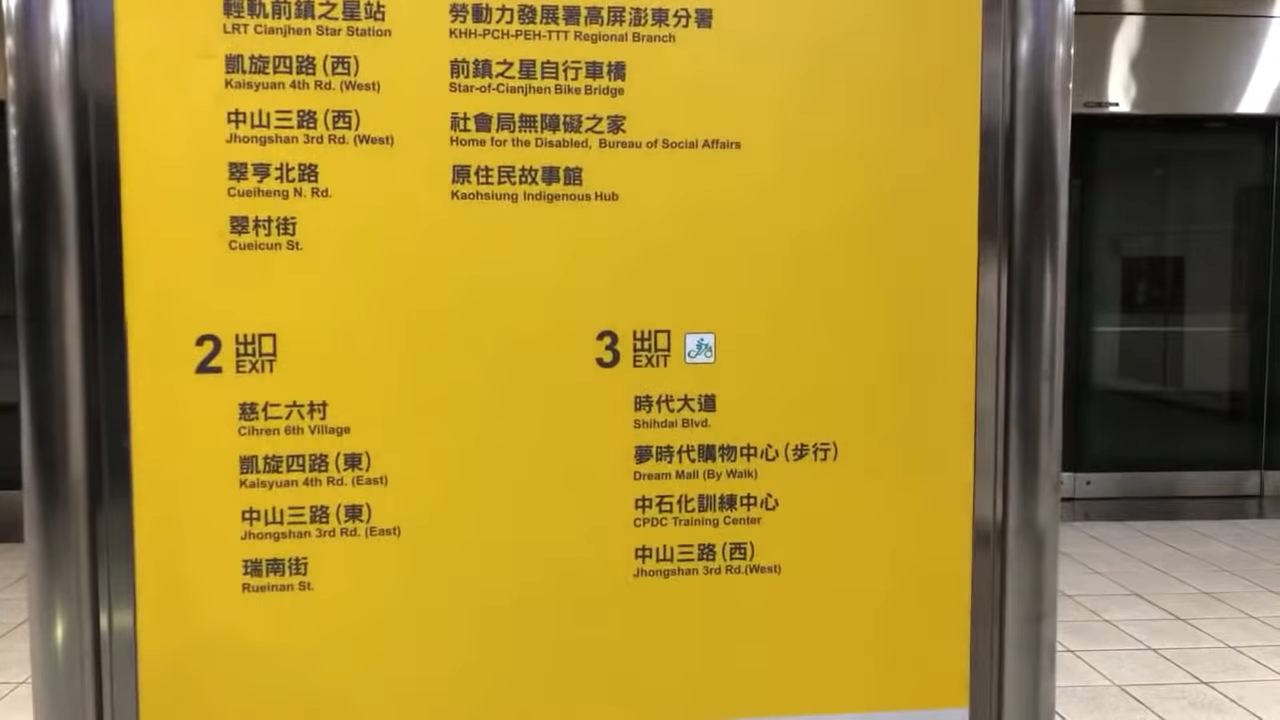 輕軌前鎮之星站
LRT Cianjhen Star Station
凱旋四路(西)
Kaisyuan 4th Rd. (West)
中山三路(西)
Jhongshan 3rd Rd. (West)
翠亨北路
Cueiheng N. Rd.
翠村街
Cueicun St.
勞動力發展署高屏澎東分署
KHH-PCH-PEH-TTT Regional Branch
前鎮之星自行車橋
Star-of-Cianjhen Bike Bridge
社會局無障礙之家
Home for the Disabled, Bureau of Social Affairs
原住民故事館
Kaohsiung Indigenous Hub
2 出口
EXIT
慈仁六村
Cihren 6th Village
凱旋四路(東)
Kaisyuan 4th Rd. (East)
中山三路(東)
Jhongshan 3rd Rd. (East)
瑞南街
Rueinan St.
3 出口
EXIT
時代大道
Shihdai Blvd.
夢時代購物中心(步行)
Dream Mall (By Walk)
中石化訓練中心
CPDC Training Center
中山三路(西)
Jhongshan 3rd Rd.(West)